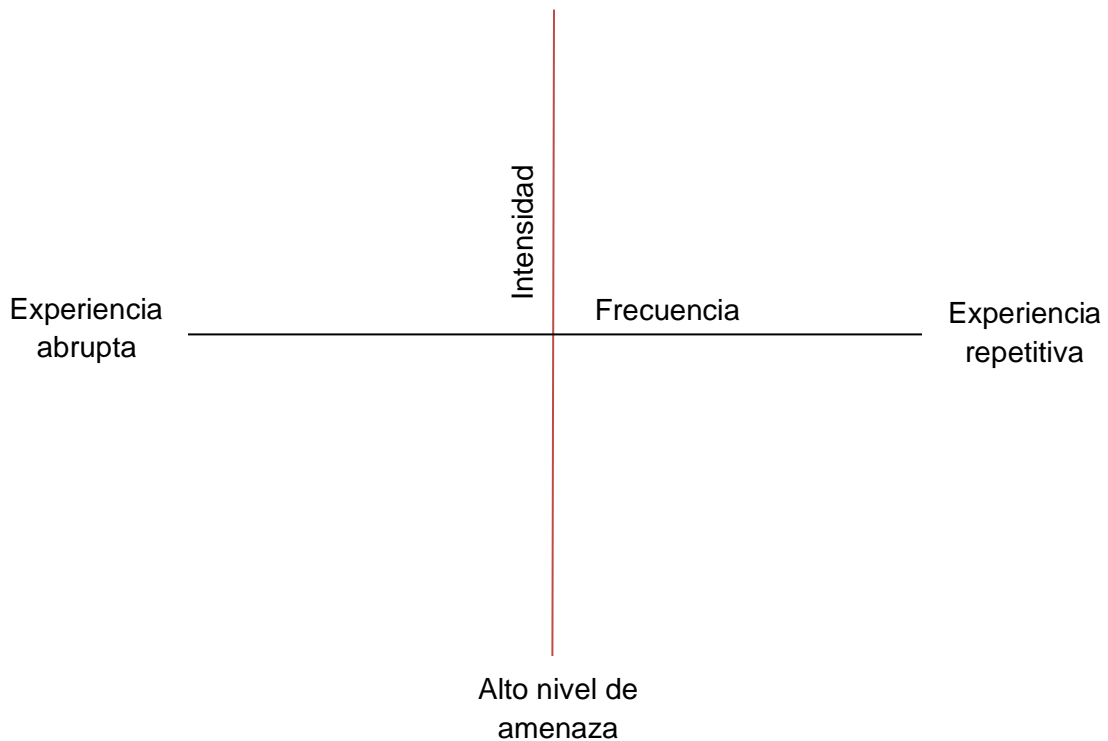 Intensidad
Frecuencia
Experiencia
abrupta
Experiencia
repetitiva
Alto nivel de
amenaza